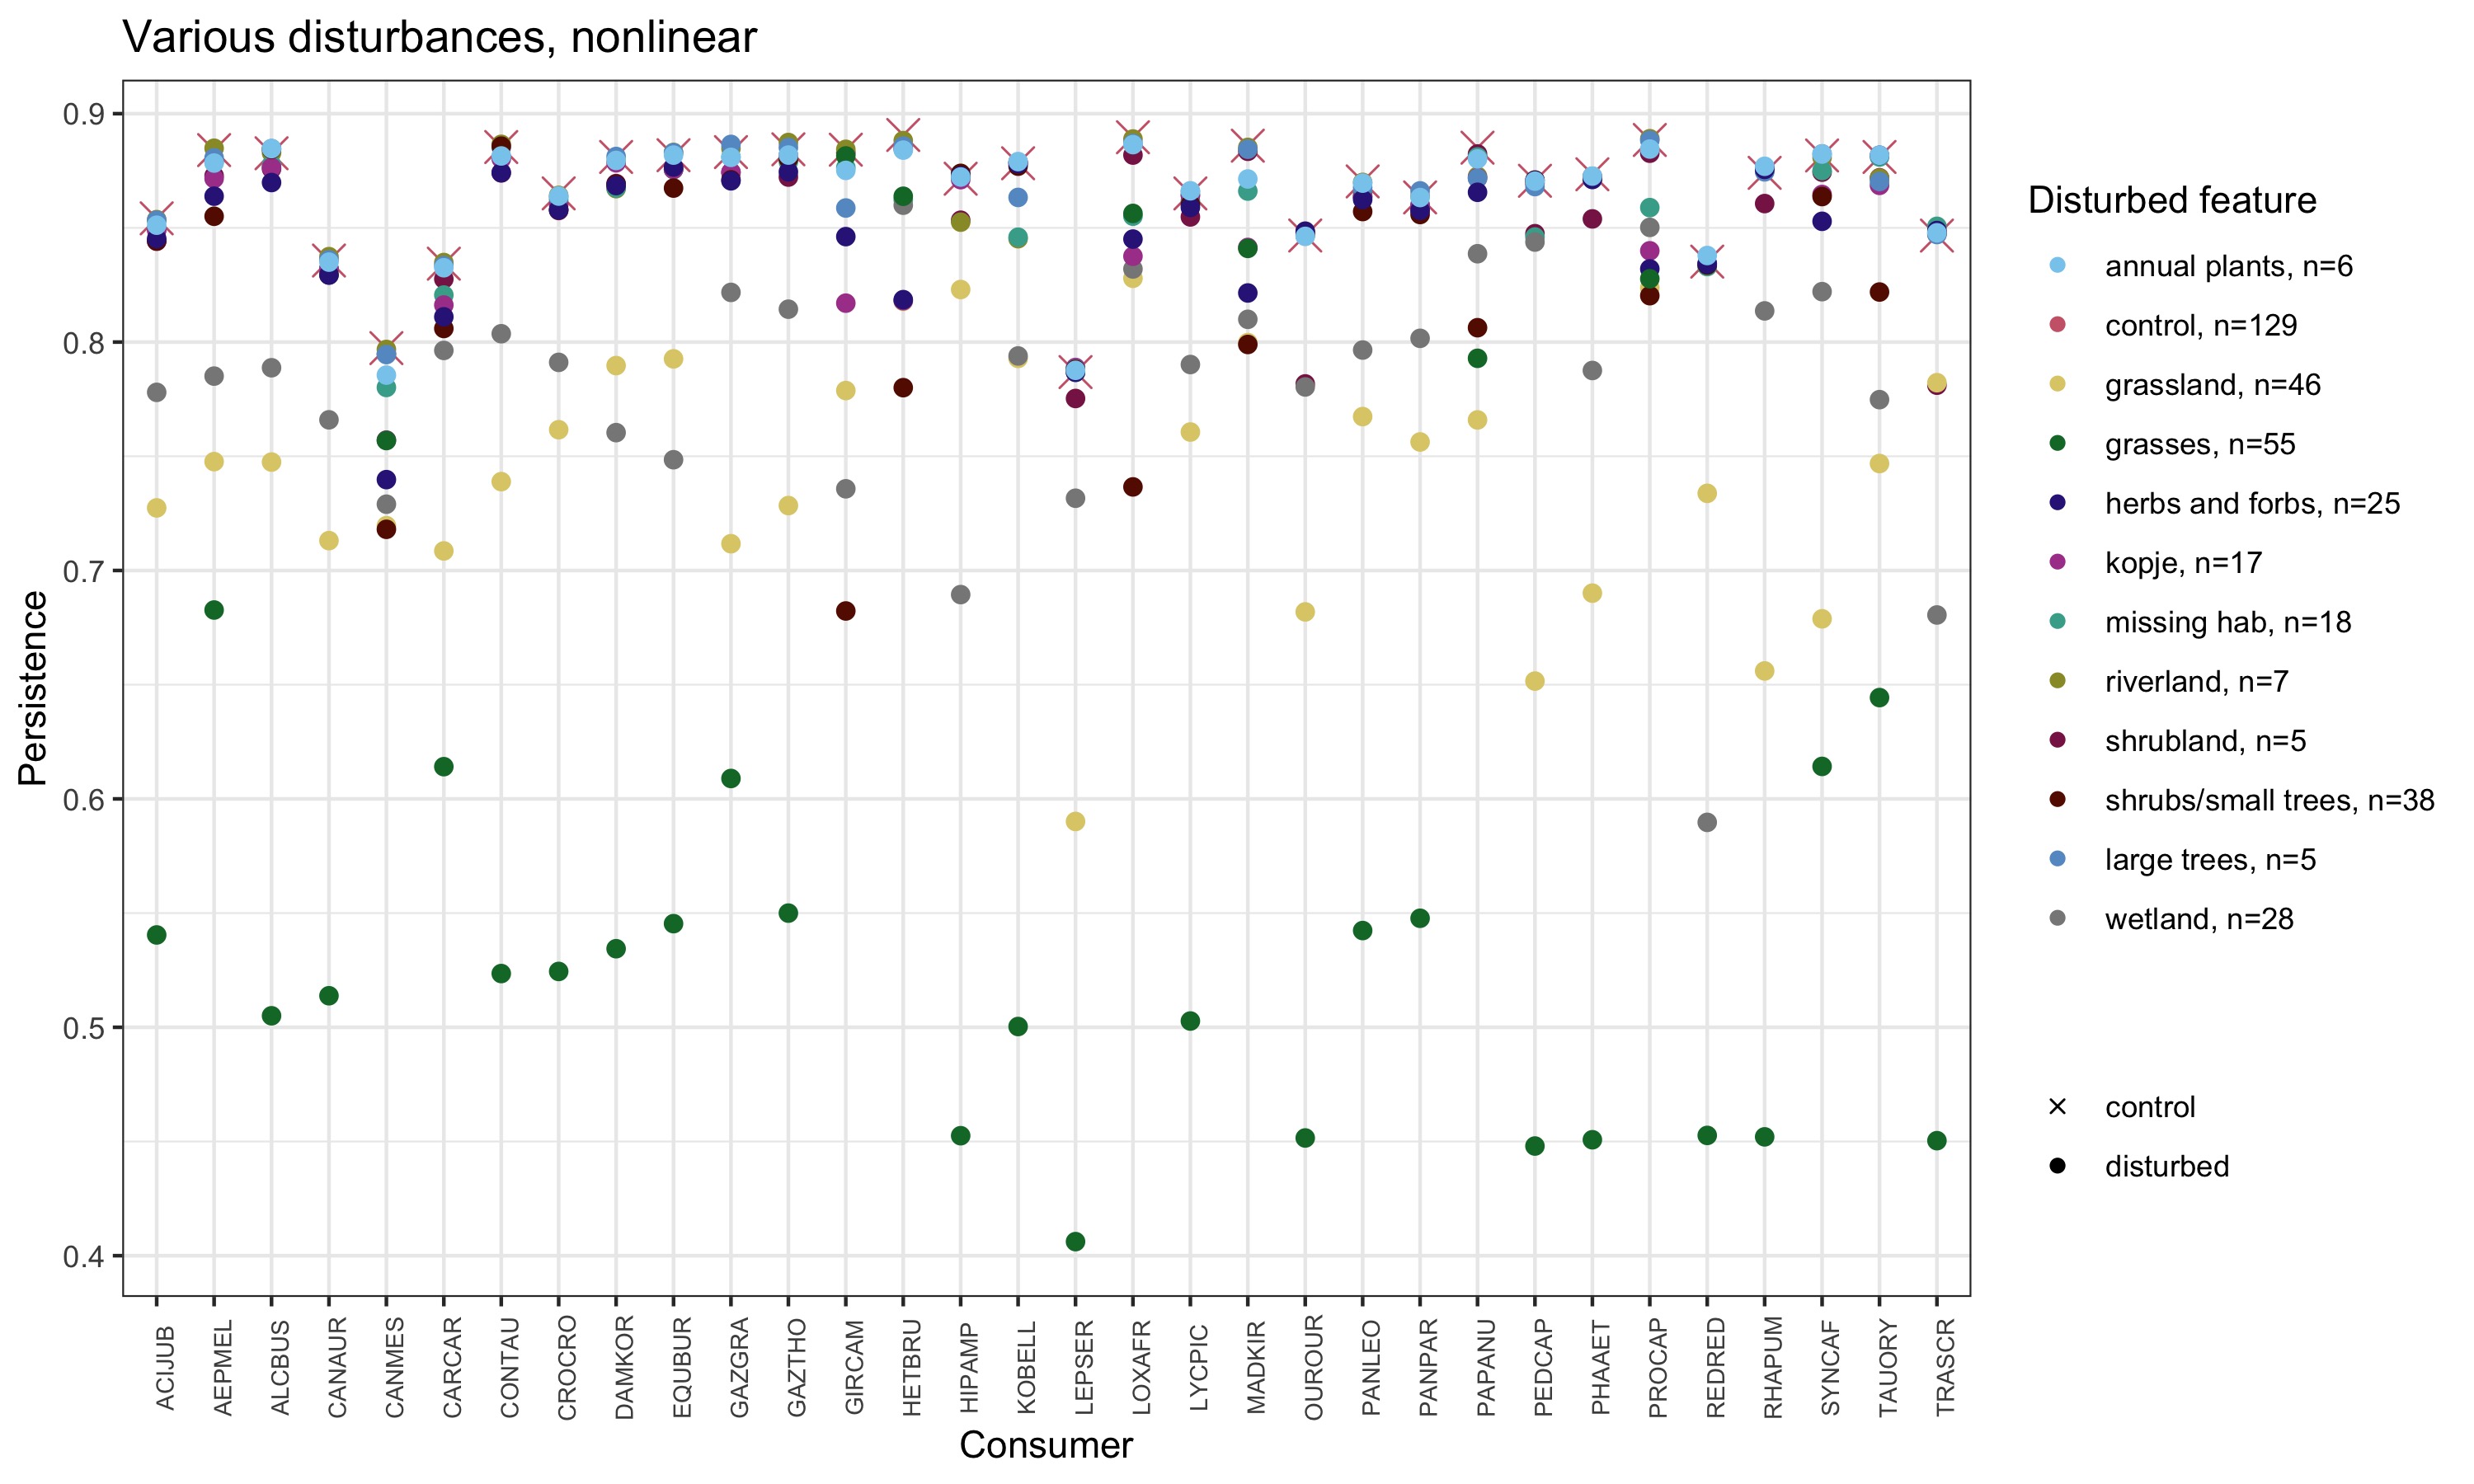 Various disturbances, nonlinear
Persistence
0.9
0.8
0.7
0.6
0.5
0.4
ACIJUB
AEPMEL
ALCBUS
CANAUR
CANMES
CARCAR
CONTAU
CROCRO
DAMKOR
EQUBUR
GAZGRA
GAZTHO
GIRCAM
HETBRU
HIPAMP
KOBELL
LEPSER
LOXAFR
LYCPIC
MADKIR
OUROUR
PANLEO
PANPAR
PAPANU
PEDCAP
PHAAET
PROCAP
REDRED
RHAPUM
SYNCAF
TAUORY
TRASCR
Consumer
Disturbed feature
annual plants, n=6
control, n=129
grassland, n=46
grasses, n=55
herbs and forbs, n=25
kopje, n=17
missing hab, n=18
riverland, n=7
shrubland, n=5
shrubs/small trees, n=38
large trees, n=5
wetland, n=28
control
disturbed